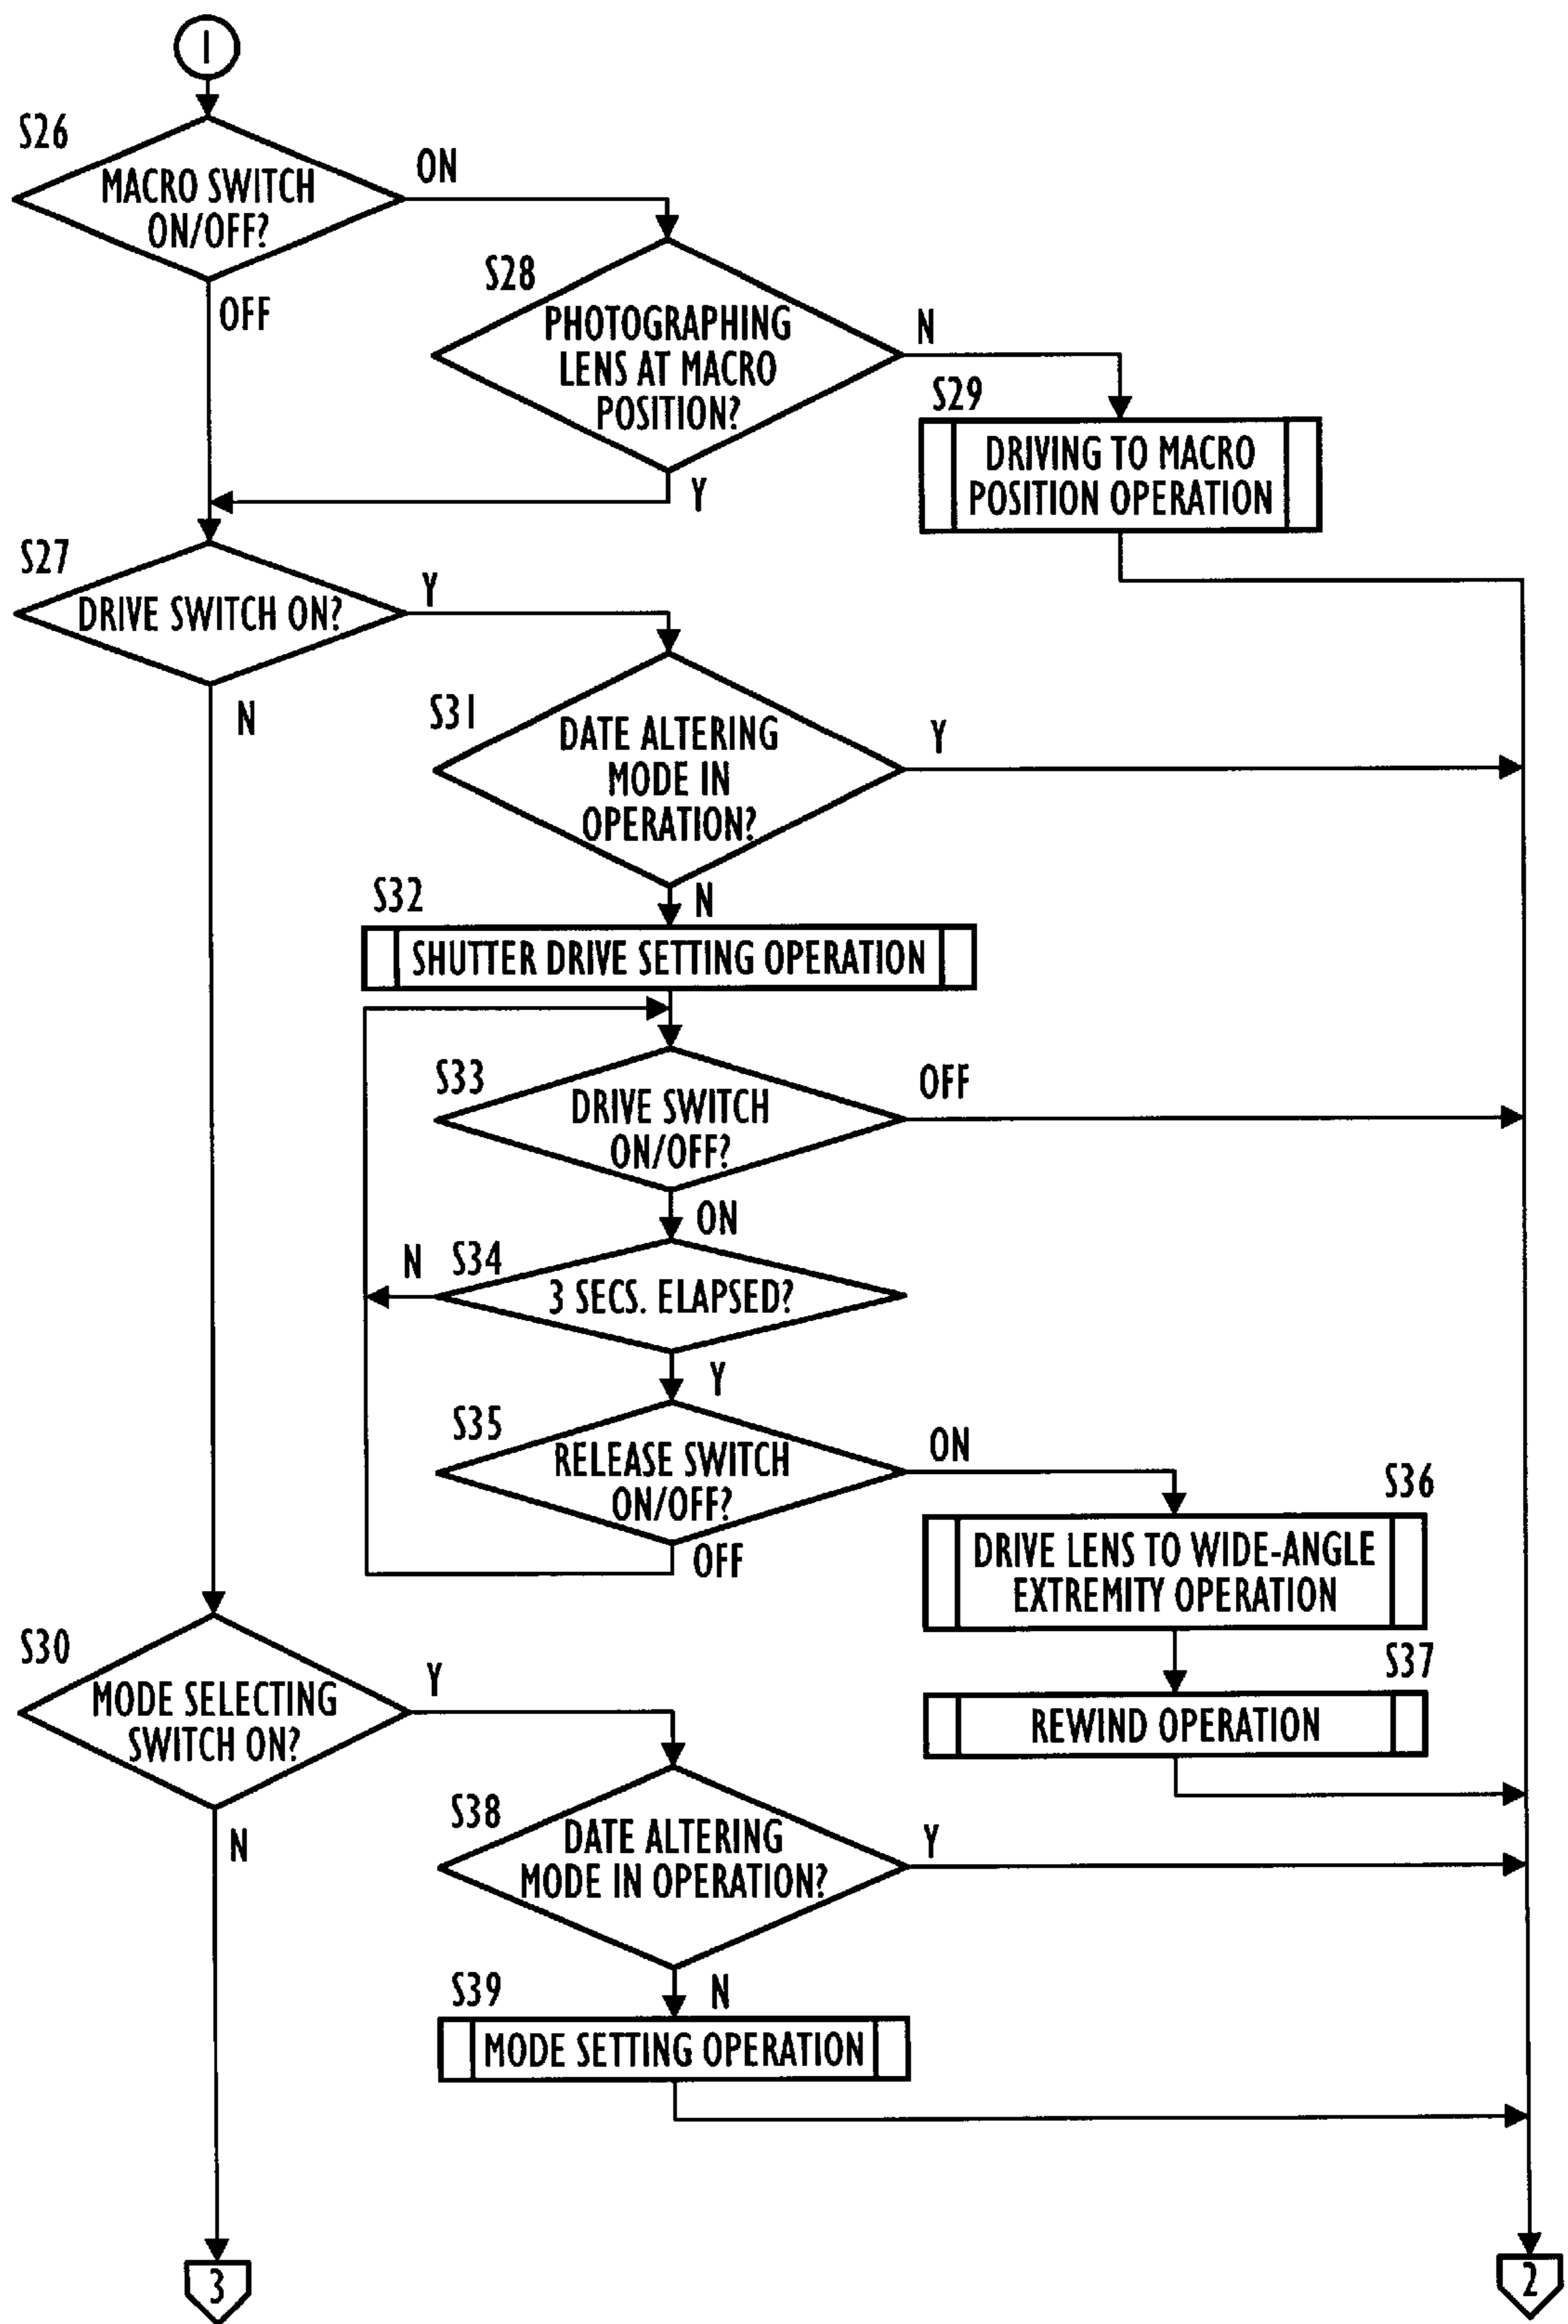 1
S26
MACRO SWITCH
ON/OFF?
ON
OFF
S28
PHOTOGRAPHING
LENS AT MACRO
POSITION?
N
Y
S29
DRIVING TO MACRO
POSITION OPERATION
S27
DRIVE SWITCH ON?
Y
N
S31
DATE ALTERING
MODE IN
OPERATION?
Y
N
S32
SHUTTER DRIVE SETTING OPERATION
S33
DRIVE SWITCH
ON/OFF?
OFF
ON
S34
3 SECS. ELAPSED?
N
Y
S35
RELEASE SWITCH
ON/OFF?
ON
OFF
S36
DRIVE LENS TO WIDE-ANGLE
EXTREMITY OPERATION
S37
REWIND OPERATION
S30
MODE SELECTING
SWITCH ON?
Y
N
S38
DATE ALTERING
MODE IN OPERATION?
Y
N
S39
MODE SETTING OPERATION
3
2